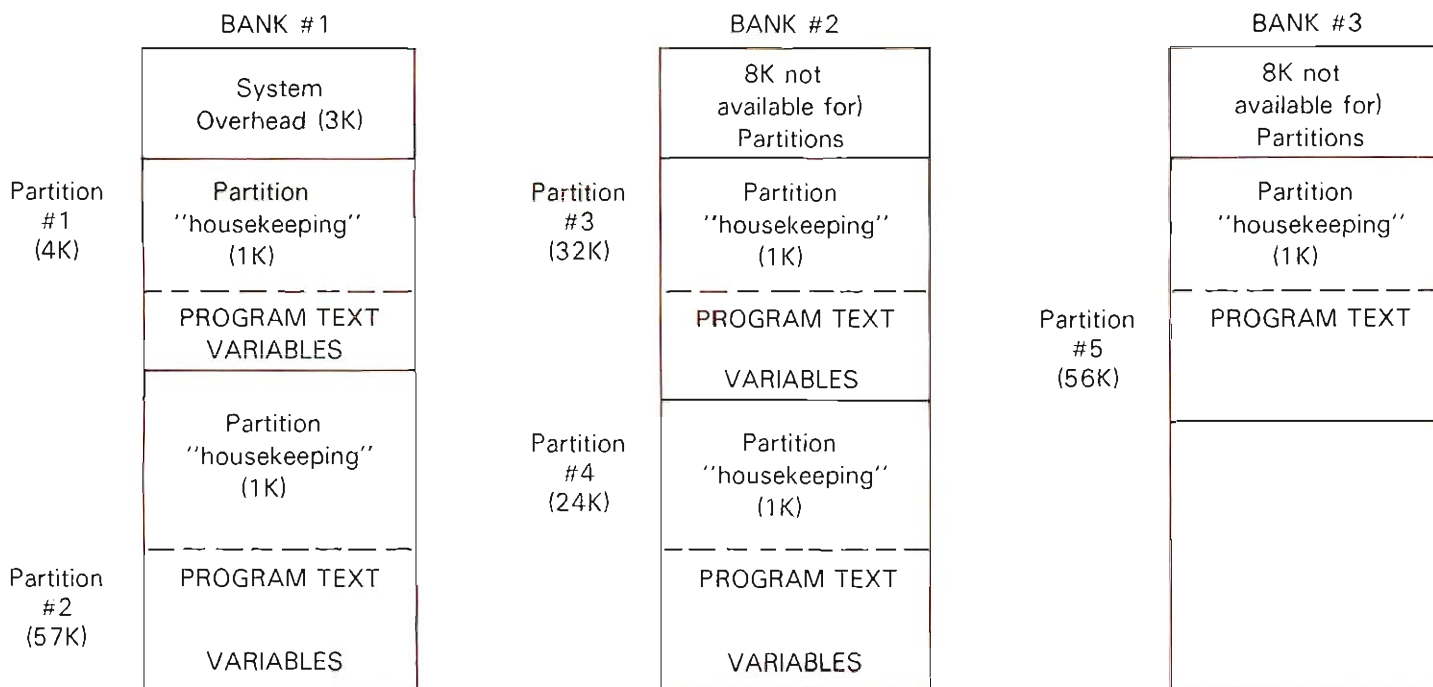 BANK #1
System
Overhead (3K)
Partition
#1
(4K)
Partition
''housekeeping''
(1K)
PROGRAM TEXT
VARIABLES
Partition
''housekeeping''
(1K)
Partition
#2
(57K)
PROGRAM TEXT
VARIABLES
BANK #2
8K not
available for)
Partitions
Partition
#3
(32K)
Partition
''housekeeping''
(1K)
PROGRAM TEXT
VARIABLES
Partition
#4
(24K)
Partition
''housekeeping''
(1K)
PROGRAM TEXT
VARIABLES
BANK #3
8K not
available for)
Partitions
Partition
''housekeeping''
(1K)
Partition
#5
(56K)
PROGRAM TEXT